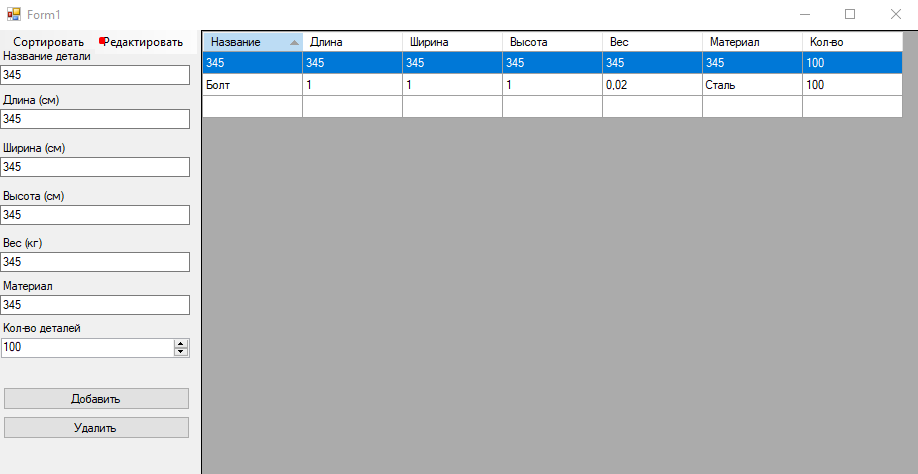 Form1
Сортировать Редактировать
Название детали
345
Длина (см)
345
Ширина (см)
345
Высота (см)
345
Вес (кг)
345
Материал
345
Кол-во деталей
100
Добавить
Удалить
Название Длина Ширина Высота Вес Материал Кол-во
345 345 345 345 345 345 100
Болт 1 1 1 0,02 Сталь 100